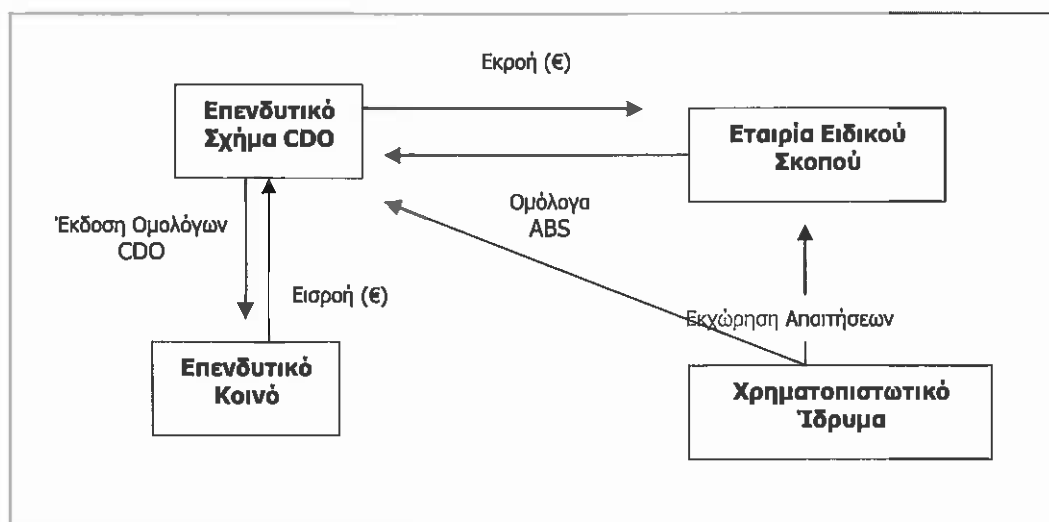 Εκροή (€)
Επενδυτικό
Σχήμα CDO
Εταιρία Ειδικού
Σκοπού
Ομόλογα
ABS
Έκδοση Ομολόγων
CDO
Εισροή (€)
Εκχώρηση Απαιτήσεων
Επενδυτικό
Κοινό
Χρηματοπιστωτικό
Ίδρυμα